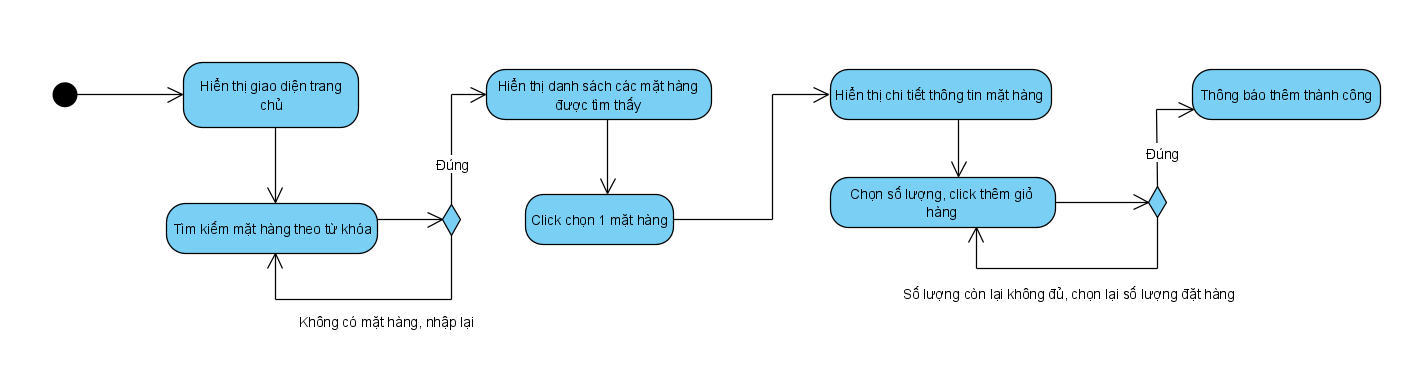 Hiển thị giao diện trang
chủ
Tìm kiếm mặt hàng theo từ khóa
Không có mặt hàng, nhập lại
Đúng
Hiển thị danh sách các mặt hàng
được tìm thấy
Click chọn 1 mặt hàng
Hiển thị chi tiết thông tin mặt hàng
Chọn số lượng, click thêm giỏ
hàng
Số lượng còn lại không đủ, chọn lại số lượng đặt hàng
Đúng
Thông báo thêm thành công